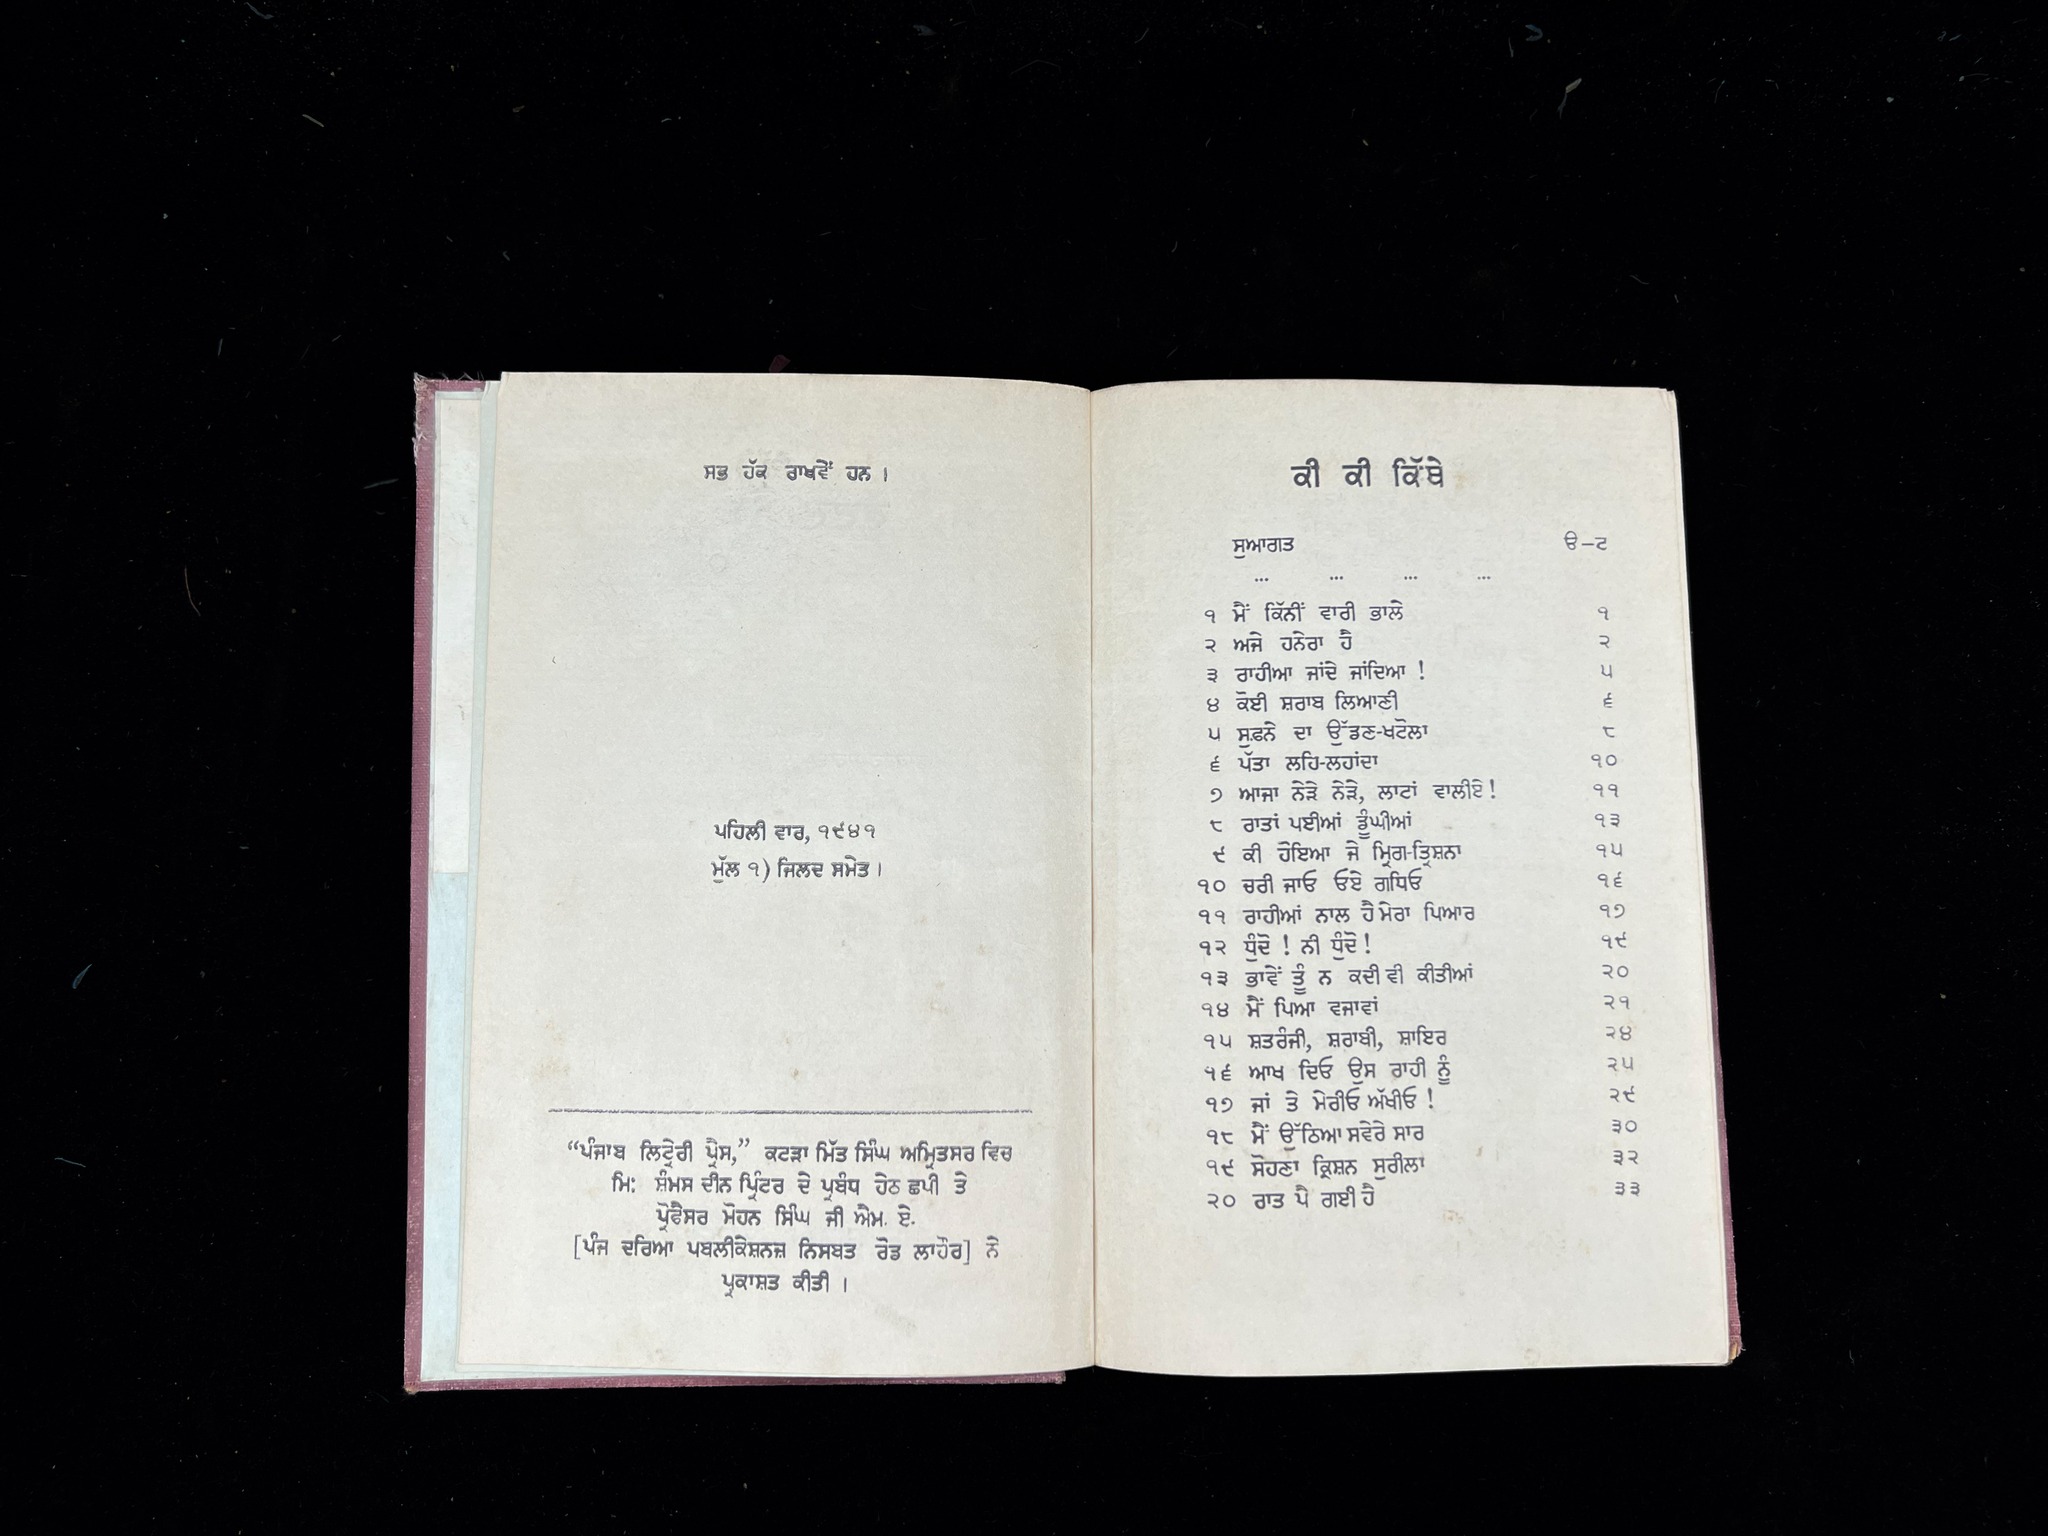 ਸਭ ਹੱਕ ਰਾਖਵੇਂ ਹਨ ।
ਪਹਿਲੀ ਵਾਰ, ੧੯੪੧
ਮੁੱਲ ੧) ਜਿਲਦ ਸਮੇਤ ।
“ਪੰਜਾਬ ਲਿਟ੍ਰੇਰੀ ਪ੍ਰੈਸ,” ਕਟੜਾ ਮਿੱਤ ਸਿੰਘ ਅਮ੍ਰਿਤਸਰ ਵਿਚ
ਮਿ: ਸ਼ੰਮਸ ਦੀਨ ਪ੍ਰਿੰਟਰ ਦੇ ਪ੍ਰਬੰਧ ਹੇਠ ਛਪੀ ਤੇ
ਪ੍ਰੋਫੈਸਰ ਮੋਹਨ ਸਿੰਘ ਜੀ ਐਮ. ਏ.
[ਪੰਜ ਦਰਿਆ ਪਬਲੀਕੇਸ਼ਨਜ਼ ਨਿਸਬਤ ਰੋਡ ਲਾਹੌਰ] ਨੇ
ਪ੍ਰਕਾਸ਼ਤ ਕੀਤੀ ।
ਕੀ ਕੀ ਕਿੱਥੇ
ਸੁਆਗਤ ੳ–ਟ
... ... ... ...
੧ ਮੈਂ ਕਿੰਨੀਂ ਵਾਰੀ ਭਾਲੇ ੧
੨ ਅਜੇ ਹਨੇਰਾ ਹੈ ੨
੩ ਰਾਹੀਆ ਜਾਂਦੇ ਜਾਂਦਿਆ ! ੫
੪ ਕੋਈ ਸ਼ਰਾਬ ਲਿਆਣੀ ੬
੫ ਸੁਫ਼ਨੇ ਦਾ ਉੱਡਣ-ਖਟੋਲਾ ੮
੬ ਪੱਤਾ ਲਹਿ-ਲਹਾਂਦਾ ੧੦
੭ ਆਜਾ ਨੇੜੇ ਨੇੜੇ, ਲਾਟਾਂ ਵਾਲੀਏ ! ੧੧
੮ ਰਾਤਾਂ ਪਈਆਂ ਡੂੰਘੀਆਂ ੧੩
੯ ਕੀ ਹੋਇਆ ਜੇ ਮ੍ਰਿਗ-ਤ੍ਰਿਸ਼ਨਾ ੧੫
੧੦ ਚਰੀ ਜਾਓ ਓਏ ਗਧਿਓ ੧੬
੧੧ ਰਾਹੀਆਂ ਨਾਲ ਹੈ ਮੇਰਾ ਪਿਆਰ ੧੭
੧੨ ਧੁੰਦੋ ! ਨੀ ਧੁੰਦੋ ! ੧੯
੧੩ ਭਾਵੇਂ ਤੂੰ ਨ ਕਦੀ ਵੀ ਕੀਤੀਆਂ ੨੦
੧੪ ਮੈਂ ਪਿਆ ਵਜਾਵਾਂ ੨੧
੧੫ ਸ਼ਤਰੰਜੀ, ਸ਼ਰਾਬੀ, ਸ਼ਾਇਰ ੨੪
੧੬ ਆਖ ਦਿਓ ਉਸ ਰਾਹੀ ਨੂੰ ੨੫
੧੭ ਜਾਂ ਤੇ ਮੇਰੀਓ ਅੱਖੀਓ ! ੨੯
੧੮ ਮੈਂ ਉੱਠਿਆ ਸਵੇਰੇ ਸਾਰ ੩੦
੧੯ ਸੋਹਣਾ ਕ੍ਰਿਸ਼ਨ ਸੁਰੀਲਾ ੩੨
੨੦ ਰਾਤ ਪੈ ਗਈ ਹੈ ੩੩